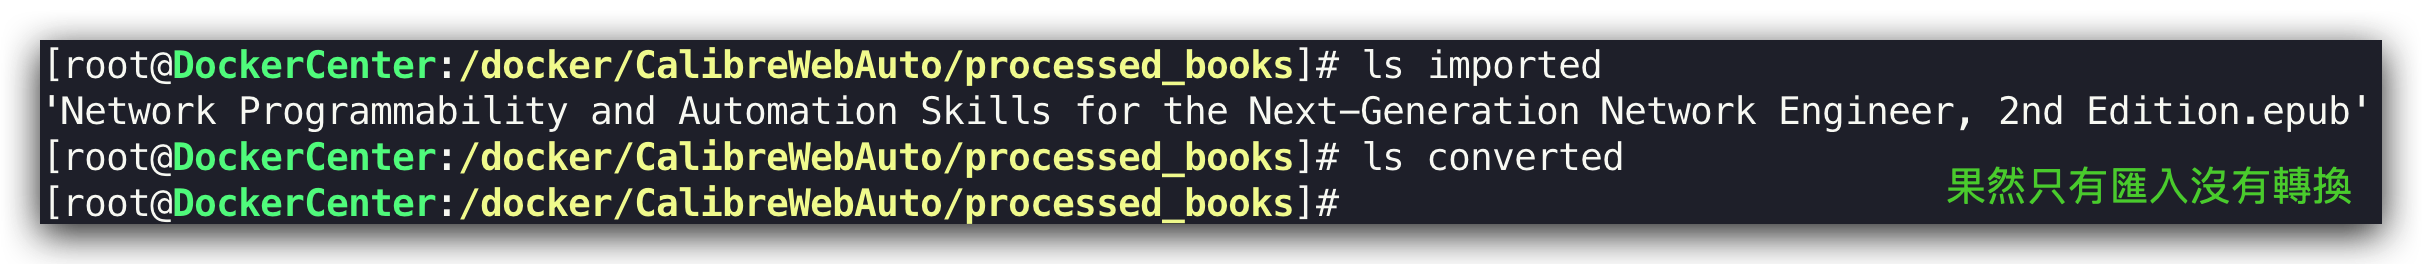 [root@DockerCenter:/docker/CalibreWebAuto/processed_books]# ls imported
'Network Programmability and Automation Skills for the Next-Generation Network Engineer, 2nd Edition.epub'
[root@DockerCenter:/docker/CalibreWebAuto/processed_books]# ls converted
[root@DockerCenter:/docker/CalibreWebAuto/processed_books]#
果然只有匯入沒有轉換